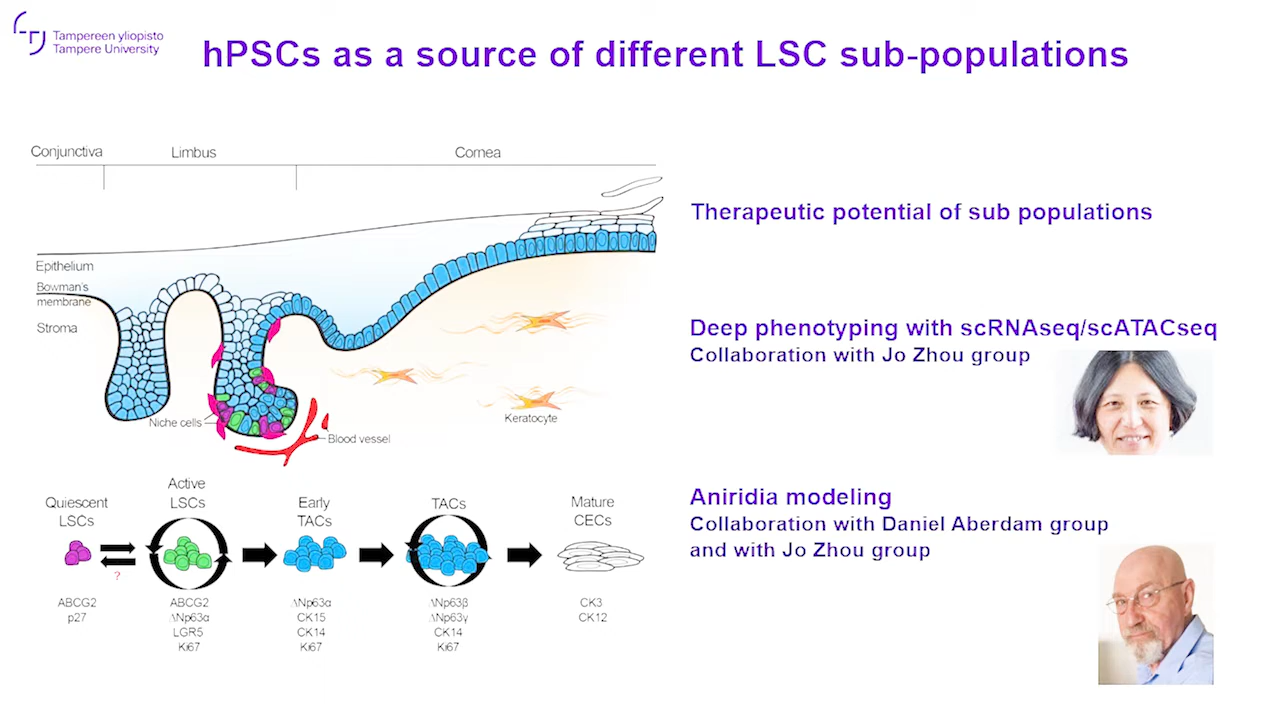 Tampereen yliopisto
Tampere University
hPSCs as a source of different LSC sub-populations
Conjunctiva
Limbus
Cornea
Epithelium
Bowman's
membrane
Stroma
Niche cells
Blood vessel
Keratocyte
Quiescent
LSCs
Active
LSCs
Early
TACs
TACs
Mature
CECs
?
ABCG2
p27
ABCG2
ΔNp63α
LGR5
Ki67
ΔNp63α
CK15
CK14
Ki67
ΔNp63β
ΔNp63γ
CK14
Ki67
CK3
CK12
Therapeutic potential of sub populations
Deep phenotyping with scRNAseq/scATACseq
Collaboration with Jo Zhou group
Aniridia modeling
Collaboration with Daniel Aberdam group
and with Jo Zhou group